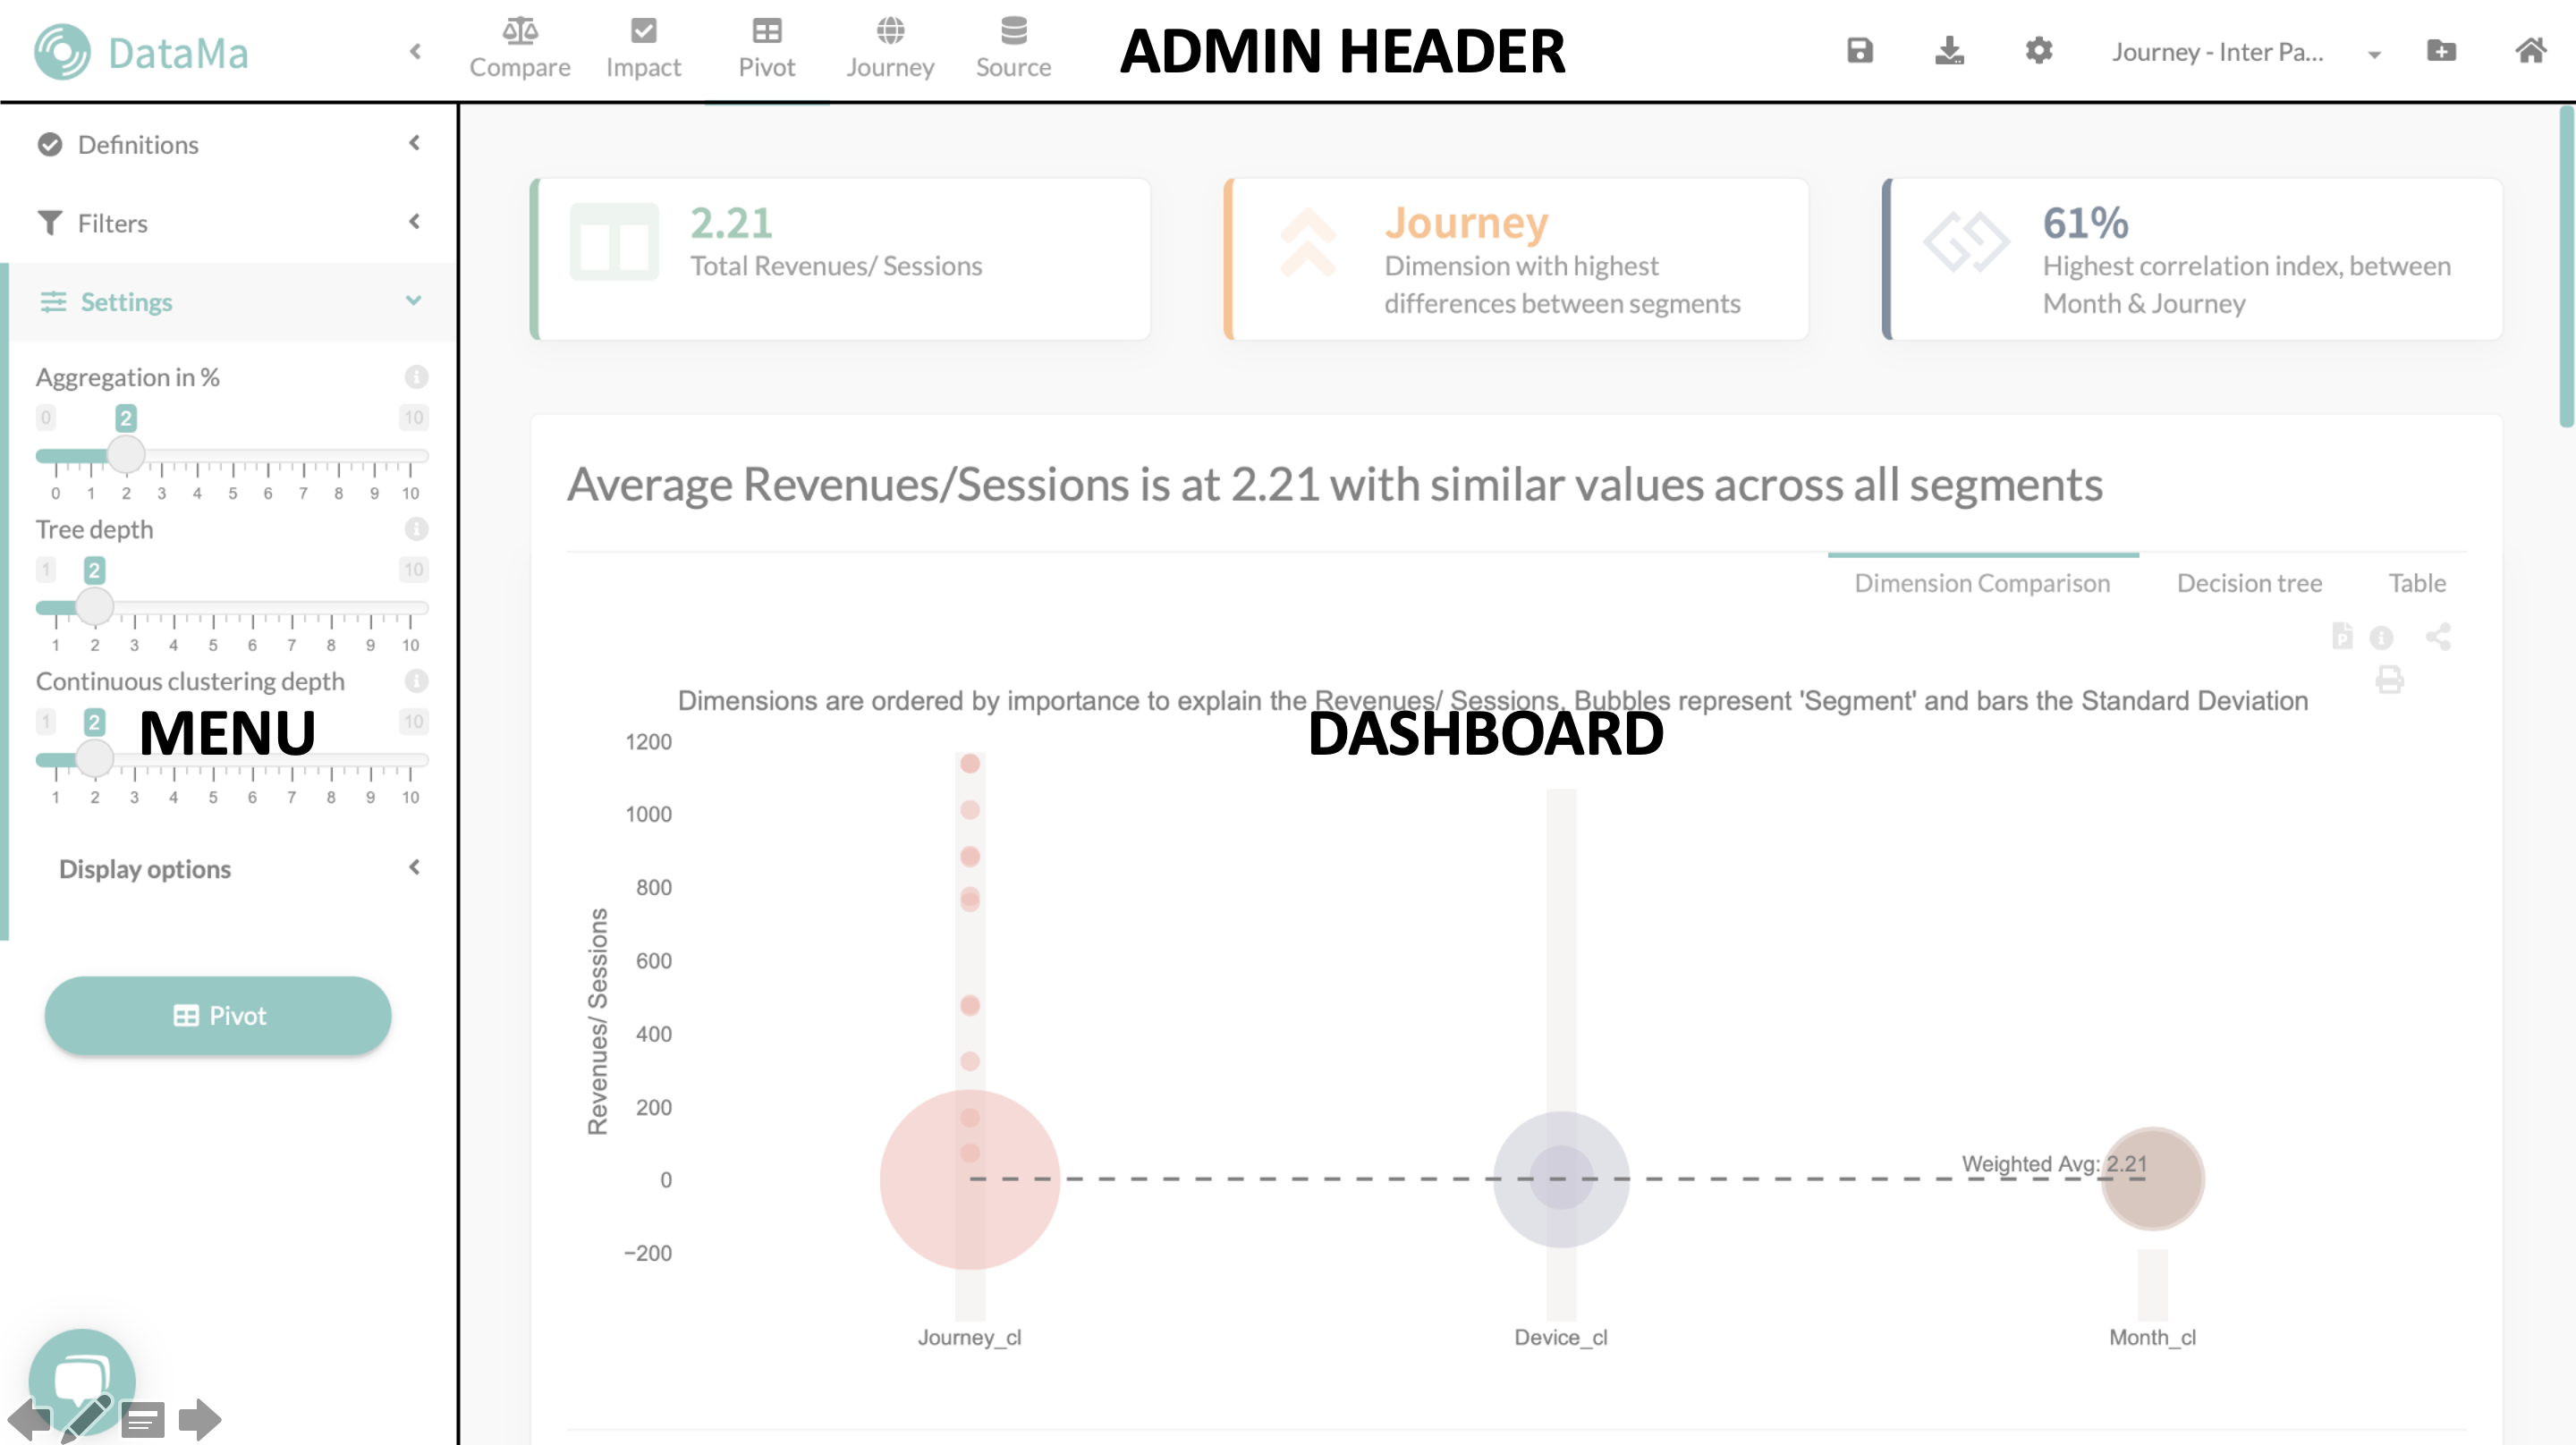 DataMa
Compare
Impact
Pivot
Journey
Source
ADMIN HEADER
Journey - Inter Pa...
Definitions
Filters
Settings
Aggregation in %
0 2 10
0 1 2 3 4 5 6 7 8 9 10
Tree depth
1 2 10
1 2 3 4 5 6 7 8 9 10
Continuous clustering depth
1 2 10
MENU
1 2 3 4 5 6 7 8 9 10
Display options
Pivot
2.21
Total Revenues/ Sessions
Journey
Dimension with highest
differences between segments
61%
Highest correlation index, between
Month & Journey
Average Revenues/Sessions is at 2.21 with similar values across all segments
Dimension Comparison
Decision tree
Table
P
Dimensions are ordered by importance to explain the Revenues/ Sessions. Bubbles represent 'Segment' and bars the Standard Deviation
DASHBOARD
1200
1000
800
600
400
200
0
−200
Revenues/ Sessions
Weighted Avg: 2.21
Journey_cl
Device_cl
Month_cl